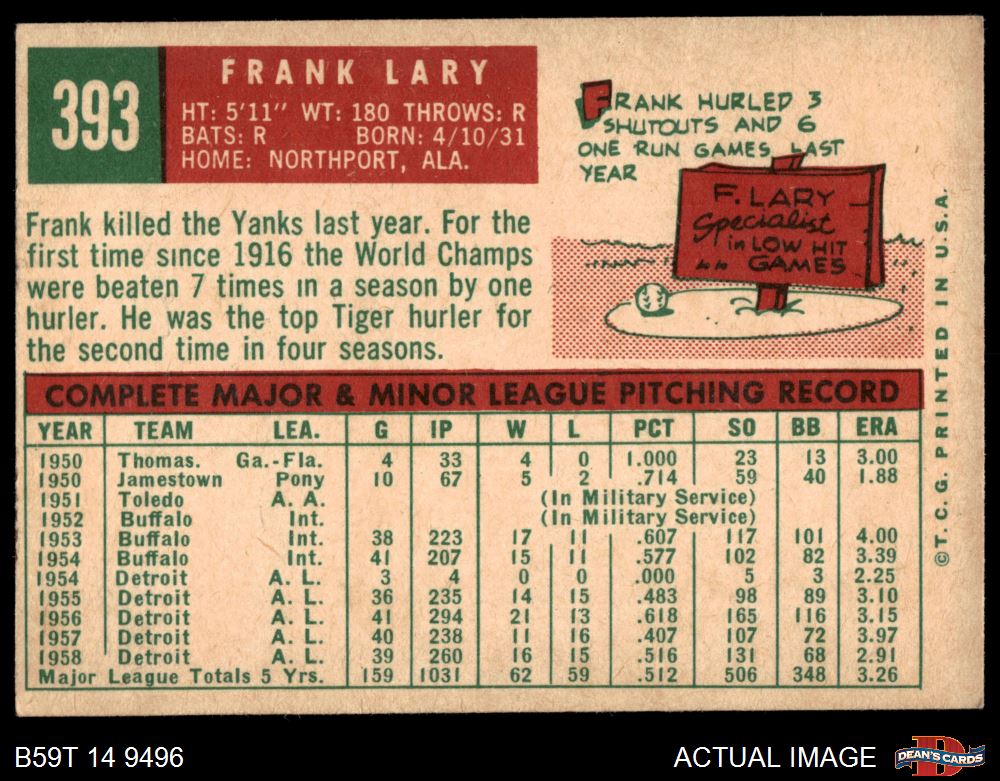 393
FRANK LARY
HT: 5'11" WT: 180 THROWS: R
BATS: R BORN: 4/10/31
HOME: NORTHPORT, ALA.
FRANK HURLED 3
SHUTOUTS AND 6
ONE RUN GAMES LAST
YEAR
F. LARY
Specialist
in LOW HIT
GAMES
Frank killed the Yanks last year. For the
first time since 1916 the World Champs
were beaten 7 times in a season by one
hurler. He was the top Tiger hurler for
the second time in four seasons.
COMPLETE MAJOR & MINOR LEAGUE PITCHING RECORD
YEAR TEAM LEA. G IP W L PCT SO BB ERA
1950 Thomas. Ga.-Fla. 4 33 4 0 1.000 23 13 3.00
1950 Jamestown Pony 10 67 5 2 .714 59 40 1.88
1951 Toledo A. A. (In Military Service)
1952 Buffalo Int. (In Military Service)
1953 Buffalo Int. 38 223 17 11 .607 117 101 4.00
1954 Buffalo Int. 41 207 15 11 .577 102 82 3.39
1954 Detroit A. L. 3 4 0 0 .000 5 3 2.25
1955 Detroit A. L. 36 235 14 15 .483 98 89 3.10
1956 Detroit A. L. 41 294 21 13 .618 165 116 3.15
1957 Detroit A. L. 40 238 11 16 .407 107 72 3.97
1958 Detroit A. L. 39 260 16 15 .516 131 68 2.91
Major League Totals 5 Yrs. 159 1031 62 59 .512 506 348 3.26
© T. C. G. PRINTED IN U.S.A.
B59T 14 9496
ACTUAL IMAGE
D
DEAN'S CARDS